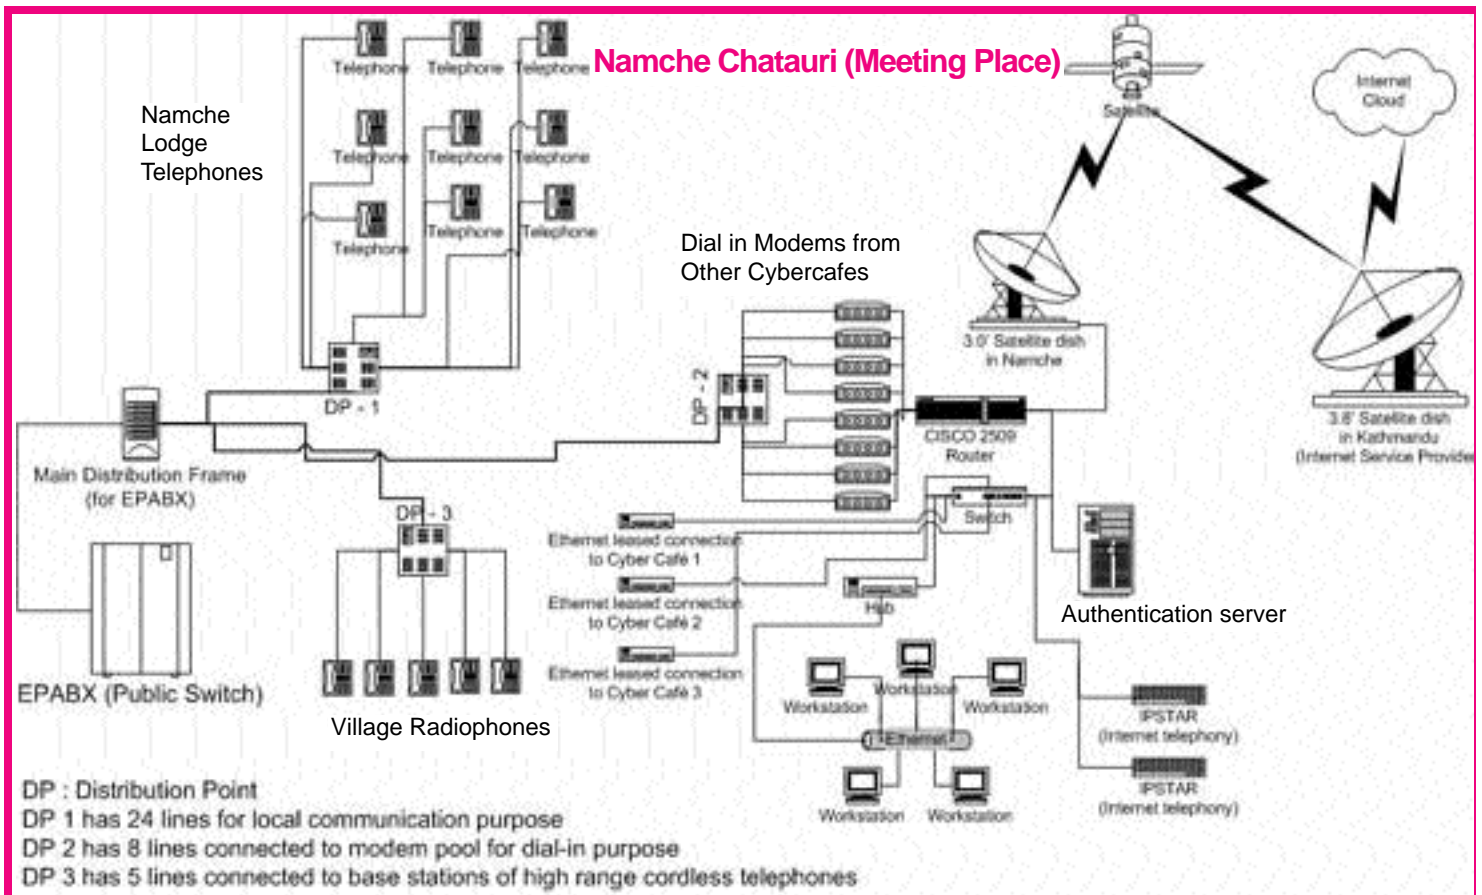 Namche Chatauri (Meeting Place)
Telephone
Telephone
Telephone
Namche
Lodge
Telephones
Telephone
Telephone
Telephone
Telephone
Telephone
Telephone
Satellite
Internet
Cloud
Dial in Modems from
Other Cybercafes
3.0' Satellite dish
in Namche
3.8' Satellite dish
in Kathmandu
(Internet Service Provider
DP - 1
DP - 2
CISCO 2509
Router
Main Distribution Frame
(for EPABX)
DP - 3
Switch
Ethernet leased connection
to Cyber Café 1
Ethernet leased connection
to Cyber Café 2
Ethernet leased connection
to Cyber Café 3
Hub
Authentication server
EPABX (Public Switch)
Village Radiophones
Workstation
Workstation
Workstation
Ethernet
Workstation
Workstation
IPSTAR
(Internet telephony)
IPSTAR
(Internet telephony)
DP : Distribution Point
DP 1 has 24 lines for local communication purpose
DP 2 has 8 lines connected to modem pool for dial-in purpose
DP 3 has 5 lines connected to base stations of high range cordless telephones